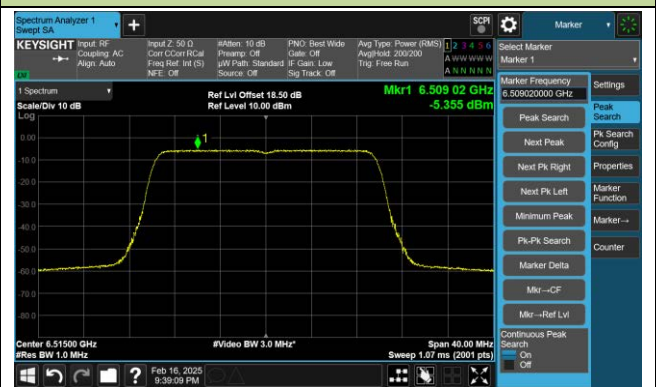 Spectrum Analyzer 1
Swept SA
+
SCPI
Marker
KEYSIGHT
Input: RF
Coupling: AC
Align: Auto
Input Z: 50 Ω
Corr CCorr RCal
Freq Ref: Int (S)
NFE: Off
#Atten: 10 dB
Preamp: Off
µW Path: Standard
Source: Off
PNO: Best Wide
Gate: Off
IF Gain: Low
Sig Track: Off
Avg Type: Power (RMS)
Avg|Hold: 200/200
Trig: Free Run
1 2 3 4 5 6
A W W W W W
A N N N N N
Select Marker
Marker 1
1 Spectrum
Scale/Div 10 dB
Log
Ref Lvl Offset 18.50 dB
Ref Level 10.00 dBm
Mkr1 6.509 02 GHz
-5.355 dBm
1
0.00
-10.0
-20.0
-30.0
-40.0
-50.0
-60.0
-70.0
-80.0
Center 6.51500 GHz
#Res BW 1.0 MHz
#Video BW 3.0 MHz*
Span 40.00 MHz
Sweep 1.07 ms (2001 pts)
Marker Frequency
6.509020000 GHz
Peak Search
Next Peak
Next Pk Right
Next Pk Left
Minimum Peak
Pk-Pk Search
Marker Delta
Mkr→CF
Mkr→Ref Lvl
Continuous Peak
Search
On
Off
Settings
Peak
Search
Pk Search
Config
Properties
Marker
Function
Marker→
Counter
?
Feb 16, 2025
9:39:09 PM